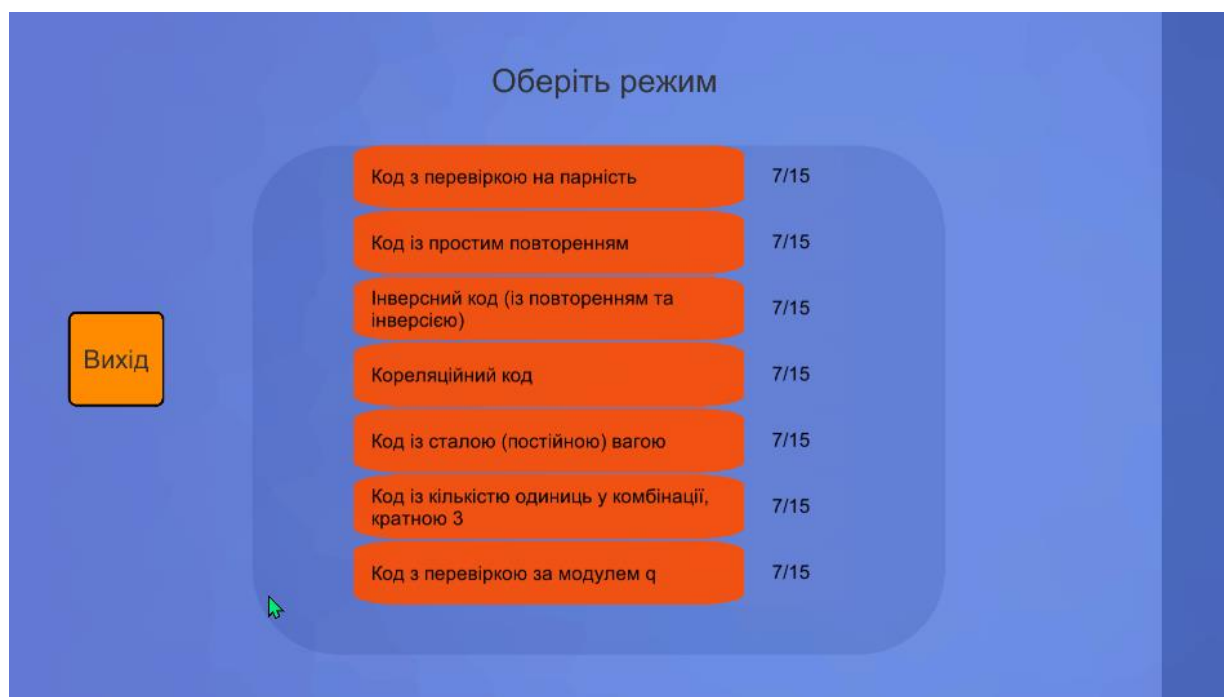 Оберіть режим
Код з перевіркою на парність 7/15
Код із простим повторенням 7/15
Інверсний код (із повторенням та
інверсією) 7/15
Вихід
Кореляційний код 7/15
Код із сталою (постійною) вагою 7/15
Код із кількістю одиниць у комбінації,
кратною 3 7/15
Код з перевіркою за модулем q 7/15